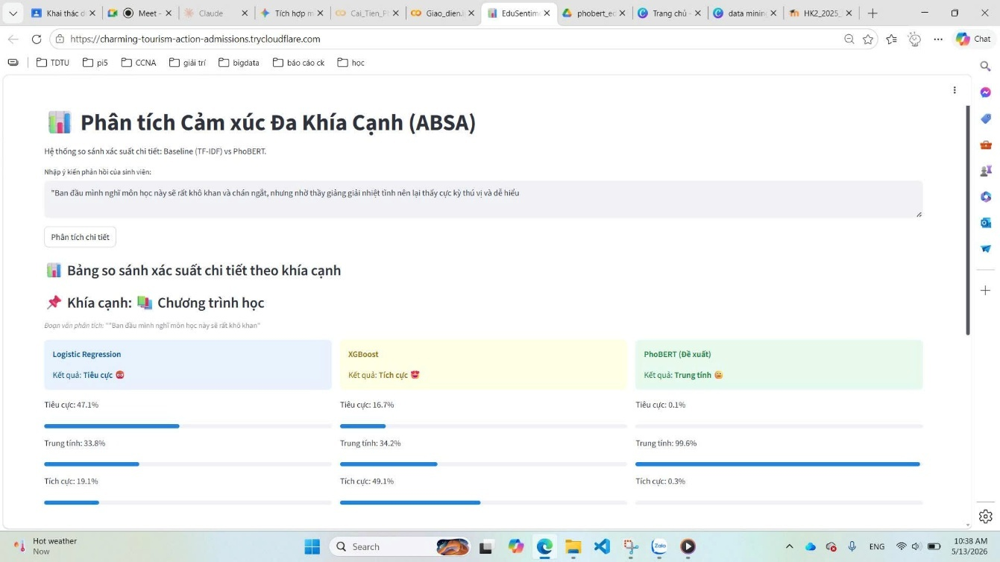 Khai thác d
Meet -
Claude
Tích hợp m
Cai_Tien_P
Giao_dien.i
EduSentim
phobert_ed
Trang chủ -
data minin
HK2_2025_
https://charming-tourism-action-admissions.trycloudflare.com
Chat
TDTU
pi5
CCNA
giải trí
bigdata
báo cáo ck
học
Phân tích Cảm xúc Đa Khía Cạnh (ABSA)
Hệ thống so sánh xác suất chi tiết: Baseline (TF-IDF) vs PhoBERT.
Nhập ý kiến phản hồi của sinh viên:
"Ban đầu mình nghĩ môn học này sẽ rất khô khan và chán ngắt, nhưng nhờ thầy giảng giải nhiệt tình nên lại thấy cực kỳ thú vị và dễ hiểu
Phân tích chi tiết
Bảng so sánh xác suất chi tiết theo khía cạnh
Khía cạnh: Chương trình học
Đoạn văn phân tích: ""Ban đầu mình nghĩ môn học này sẽ rất khô khan"
Logistic Regression
Kết quả: Tiêu cực
XGBoost
Kết quả: Tích cực
PhoBERT (Đề xuất)
Kết quả: Trung tính
Tiêu cực: 47.1%
Tiêu cực: 16.7%
Tiêu cực: 0.1%
Trung tính: 33.8%
Trung tính: 34.2%
Trung tính: 99.6%
Tích cực: 19.1%
Tích cực: 49.1%
Tích cực: 0.3%
Hot weather
Now
Search
Zalo
ENG
10:38 AM
5/13/2026